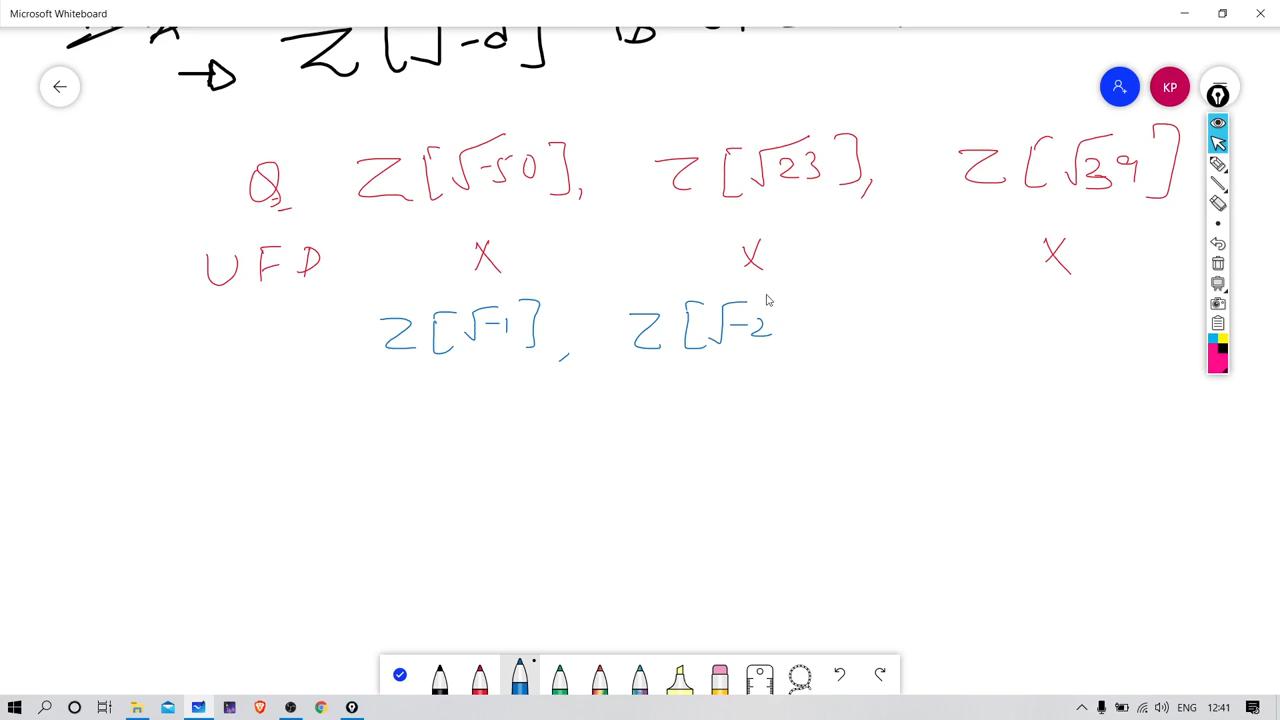 Microsoft Whiteboard
Z[√-d]
KP
Q Z[√-50], Z[√23], Z[√39]
UFD X X X
Z[√-1], Z[√-2
ENG 12:41